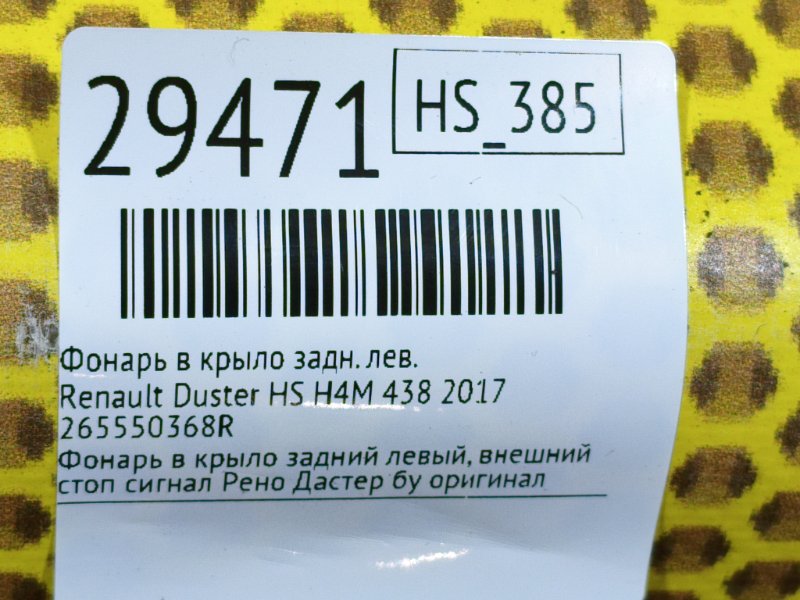 29471
HS_385
Фонарь в крыло задн. лев.
Renault Duster HS H4M 438 2017
265550368R
Фонарь в крыло задний левый, внешний
стоп сигнал Рено Дастер бу оригинал